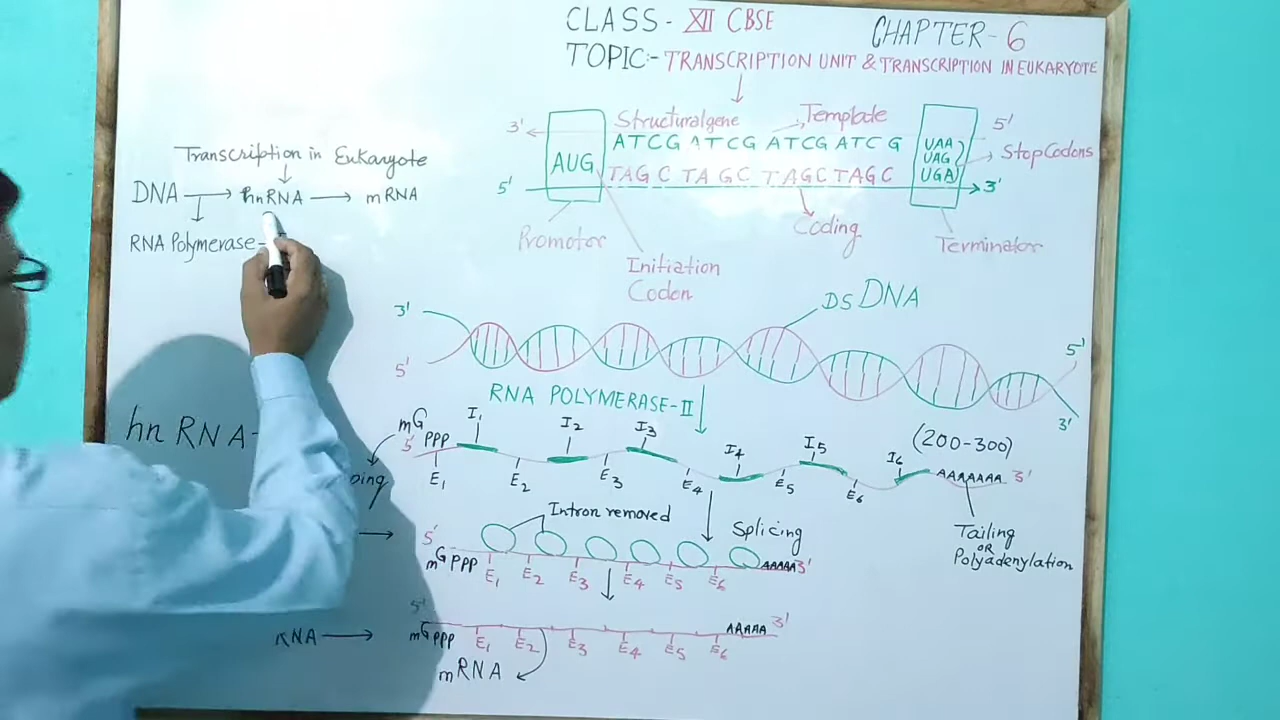 CLASS - XII CBSE
CHAPTER - 6
TOPIC:- TRANSCRIPTION UNIT & TRANSCRIPTION IN EUKARYOTE
Transcription in Eukaryote
DNA → hnRNA → mRNA
RNA Polymerase-
3' Structuralgene Template 5'
ATCG ATCG ATCG ATCG
AUG
TAGC TAGC TAGC TAGC
UAA
UAG
UGA
Stop Codons
5' 3'
Promotor
Coding
Terminator
Initiation
Codon
DS DNA
3' 5'
5' 3'
RNA POLYMERASE-II
hn RNA-
mG PPP I1 I2 I3 I4 I5 I6 (200-300)
5' E1 E2 E3 E4 E5 E6 AAAAAAA 3'
Tailing
OR
Polyadenylation
Intron removed
Splicing
5' mG PPP E1 E2 E3 E4 E5 E6 AAAAA 3'
RNA →
5' mG PPP E1 E2 E3 E4 E5 E6 AAAAA 3'
mRNA